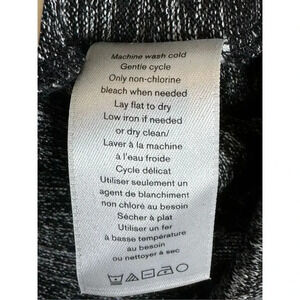 Machine wash cold
Gentle cycle
Only non-chlorine
bleach when needed
Lay flat to dry
Low iron if needed
or dry clean/
Laver à la machine
à l'eau froide
Cycle délicat
Utiliser seulement un
agent de blanchiment
non chloré au besoin
Sécher à plat
Utiliser un fer
à basse température
au besoin
ou nettoyer à sec